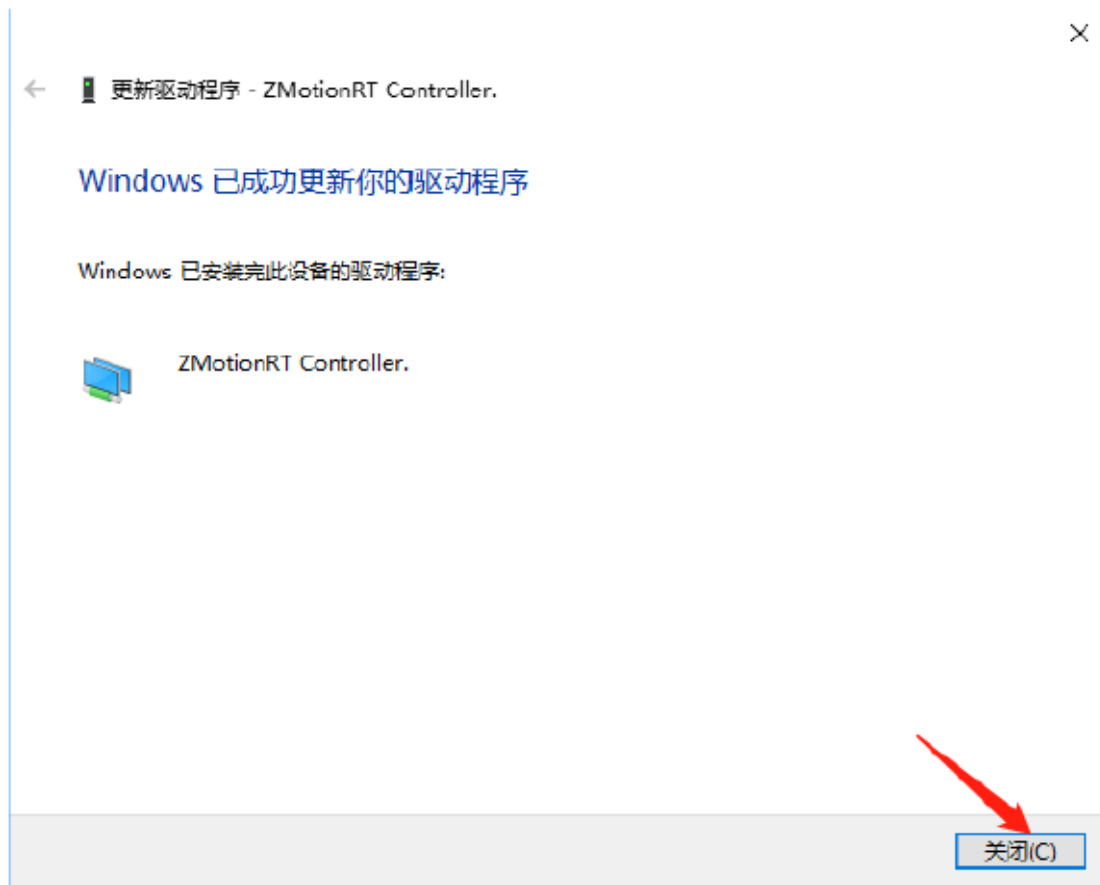 更新驱动程序 - ZMotionRT Controller.
Windows 已成功更新你的驱动程序
Windows 已安装完此设备的驱动程序:
ZMotionRT Controller.
关闭(C)